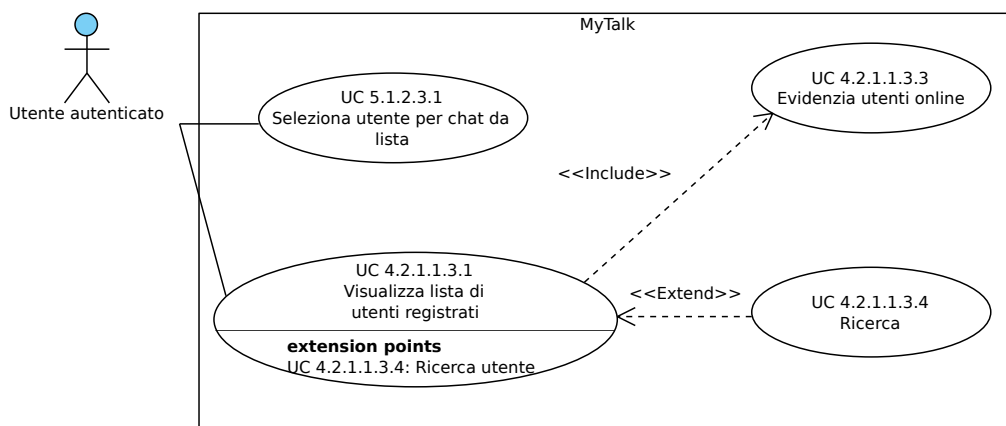 MyTalk
Utente autenticato
UC 5.1.2.3.1
Seleziona utente per chat da
lista
UC 4.2.1.1.3.3
Evidenzia utenti online
<<Include>>
UC 4.2.1.1.3.1
Visualizza lista di
utenti registrati
extension points
UC 4.2.1.1.3.4: Ricerca utente
<<Extend>>
UC 4.2.1.1.3.4
Ricerca